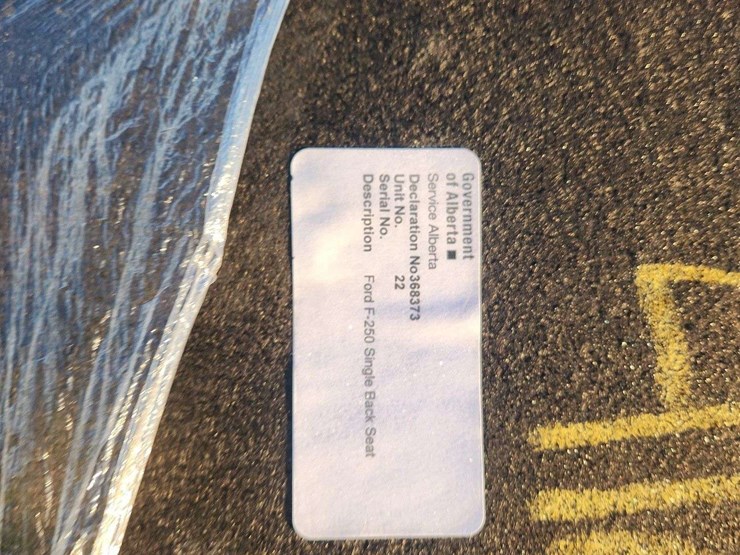 Government
of Alberta ■
Service Alberta
Declaration No368373
Unit No. 22
Serial No.
Description Ford F-250 Single Back Seat